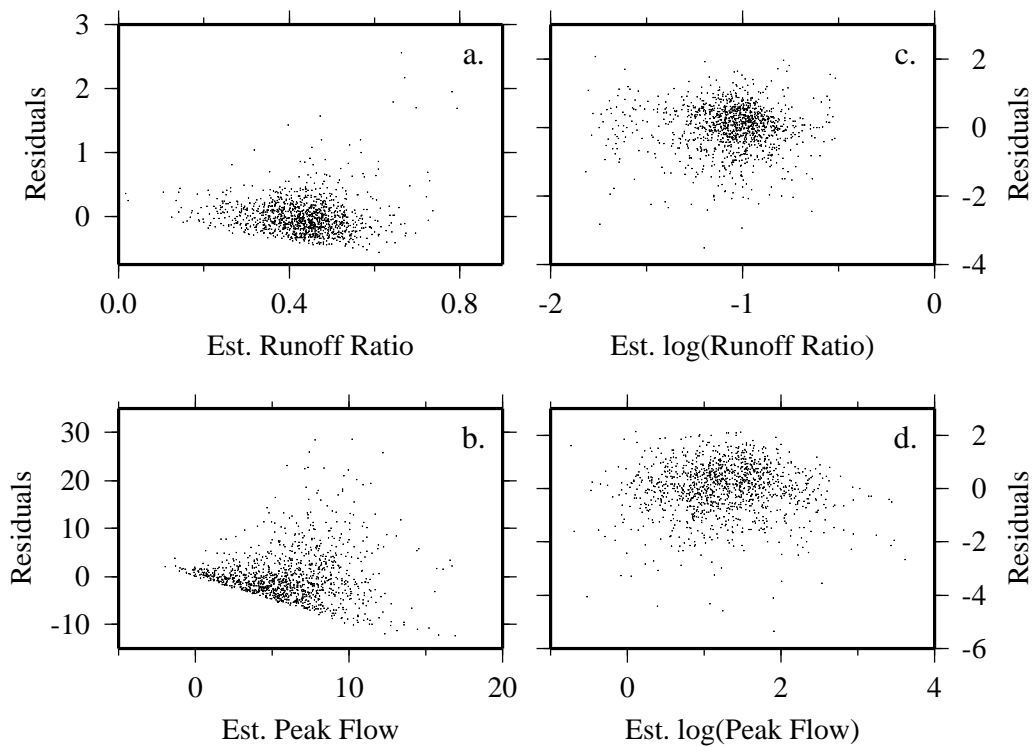 3
2
1
0
Residuals
a.
0.0
0.4
0.8
Est. Runoff Ratio
c.
2
0
-2
-4
Residuals
-2
-1
0
Est. log(Runoff Ratio)
30
20
10
0
-10
Residuals
b.
0
10
20
Est. Peak Flow
d.
2
0
-2
-4
-6
Residuals
0
2
4
Est. log(Peak Flow)